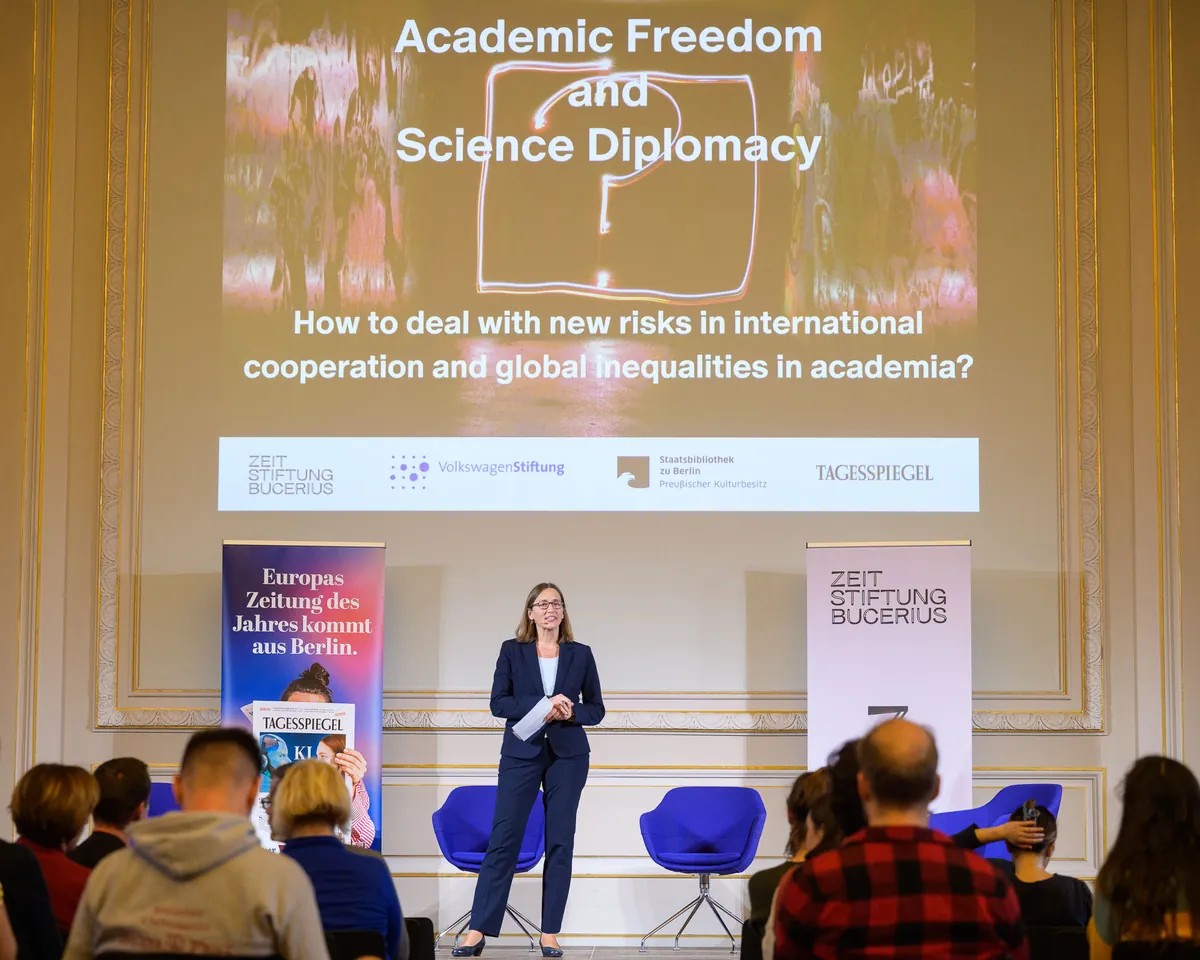 Academic Freedom
and
Science Diplomacy
How to deal with new risks in international
cooperation and global inequalities in academia?
ZEIT
STIFTUNG
BUCERIUS
VolkswagenStiftung
Staatsbibliothek
zu Berlin
Preußischer Kulturbesitz
TAGESSPIEGEL
Europas
Zeitung des
Jahres kommt
aus Berlin.
TAGESSPIEGEL
KI
ZEIT
STIFTUNG
BUCERIUS